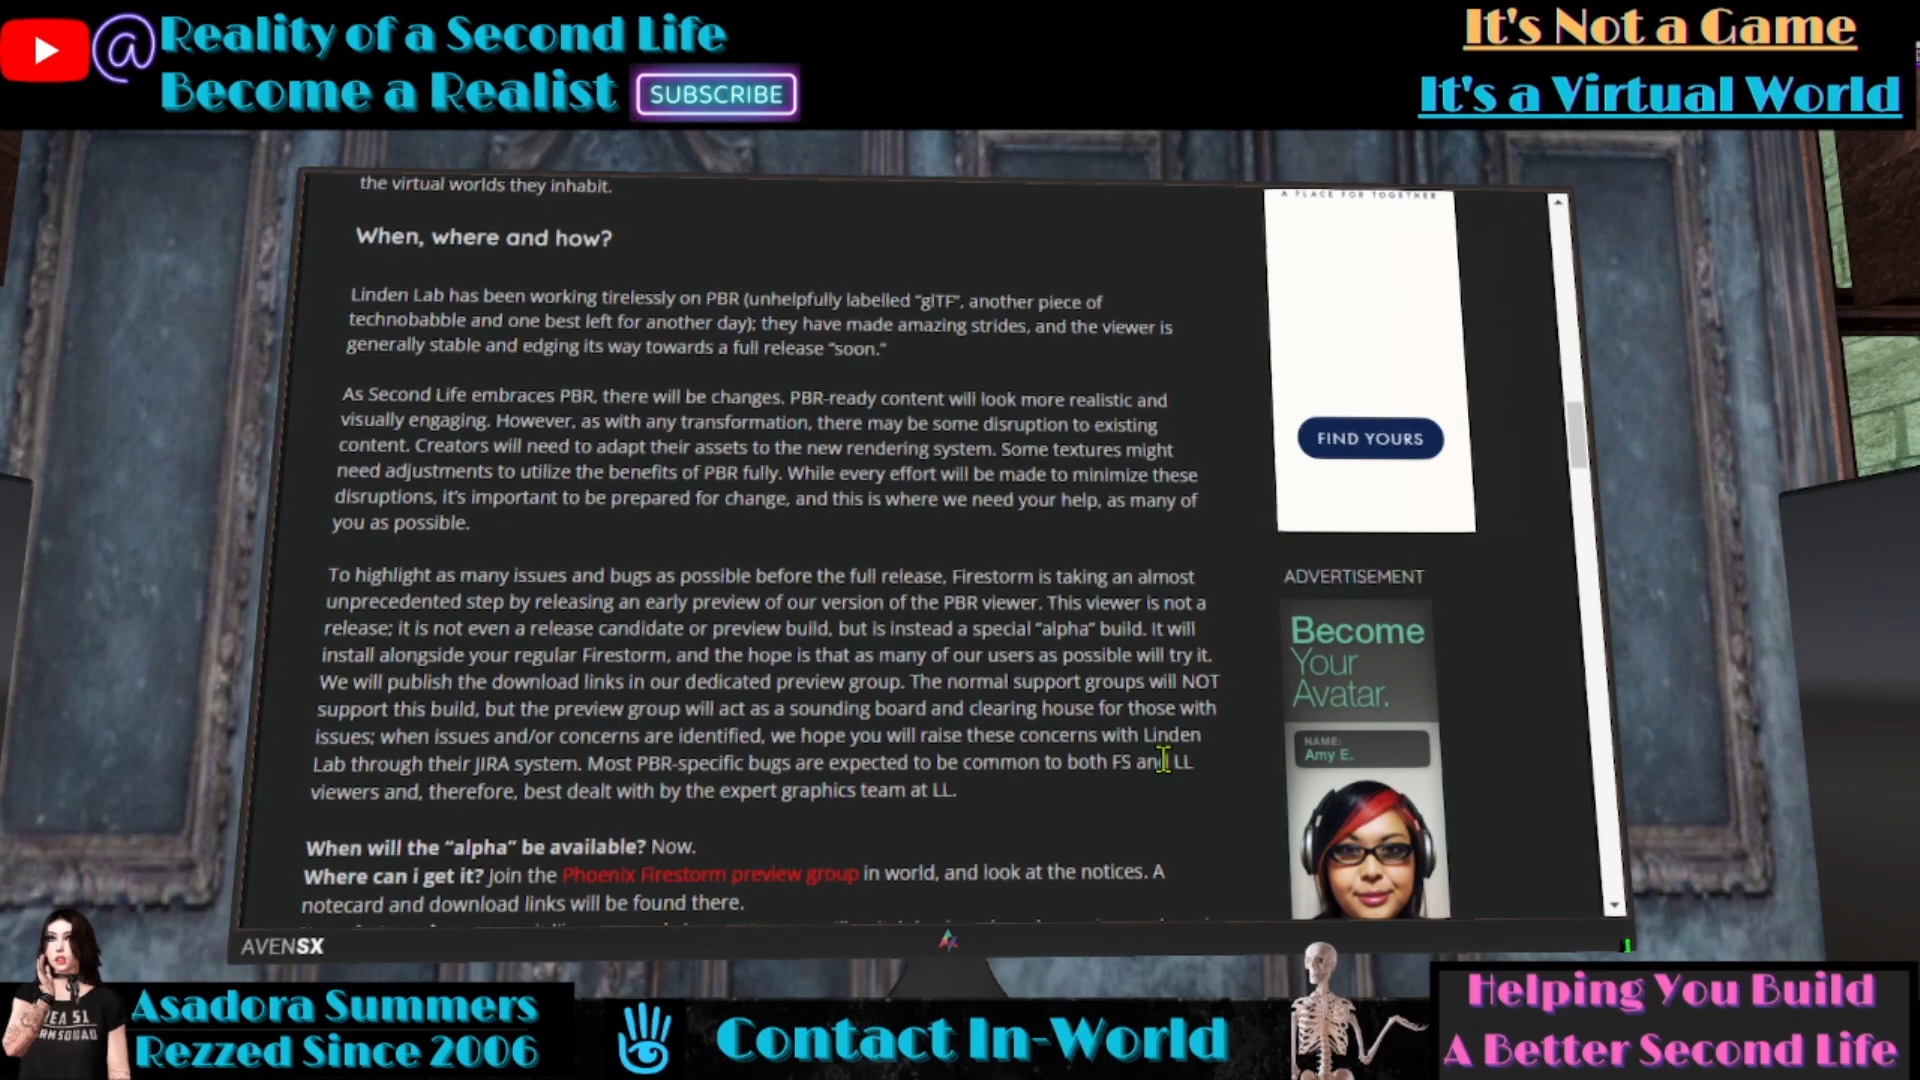 @ Reality of a Second Life
Become a Realist
SUBSCRIBE
It's Not a Game
It's a Virtual World
the virtual worlds they inhabit.
When, where and how?
Linden Lab has been working tirelessly on PBR (unhelpfully labelled “glTF”, another piece of
technobabble and one best left for another day); they have made amazing strides, and the viewer is
generally stable and edging its way towards a full release “soon.”
As Second Life embraces PBR, there will be changes. PBR-ready content will look more realistic and
visually engaging. However, as with any transformation, there may be some disruption to existing
content. Creators will need to adapt their assets to the new rendering system. Some textures might
need adjustments to utilize the benefits of PBR fully. While every effort will be made to minimize these
disruptions, it's important to be prepared for change, and this is where we need your help, as many of
you as possible.
To highlight as many issues and bugs as possible before the full release, Firestorm is taking an almost
unprecedented step by releasing an early preview of our version of the PBR viewer. This viewer is not a
release; it is not even a release candidate or preview build, but is instead a special “alpha” build. It will
install alongside your regular Firestorm, and the hope is that as many of our users as possible will try it.
We will publish the download links in our dedicated preview group. The normal support groups will NOT
support this build, but the preview group will act as a sounding board and clearing house for those with
issues; when issues and/or concerns are identified, we hope you will raise these concerns with Linden
Lab through their JIRA system. Most PBR-specific bugs are expected to be common to both FS and LL
viewers and, therefore, best dealt with by the expert graphics team at LL.
When will the “alpha” be available? Now.
Where can i get it? Join the Phoenix Firestorm preview group in world, and look at the notices. A
notecard and download links will be found there.
A PLACE FOR TOGETHER
FIND YOURS
ADVERTISEMENT
Become
Your
Avatar.
NAME:
Amy E.
AVENSX
Asadora Summers
Rezzed Since 2006
Contact In-World
Helping You Build
A Better Second Life